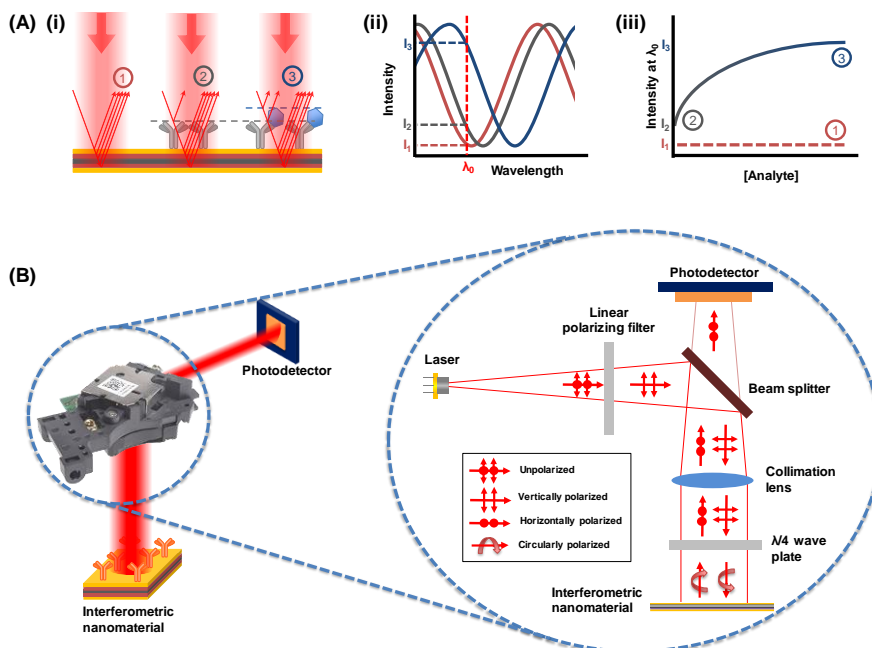 (A) (i)
1
2
3
(ii)
Intensity
I3
I2
I1
λ0
Wavelength
(iii)
Intensity at λ0
I3
I2
I1
3
2
1
[Analyte]
(B)
Photodetector
Interferometric
nanomaterial
Photodetector
Linear
polarizing filter
Laser
Beam splitter
Unpolarized
Vertically polarized
Horizontally polarized
Circularly polarized
Collimation
lens
λ/4 wave
plate
Interferometric
nanomaterial